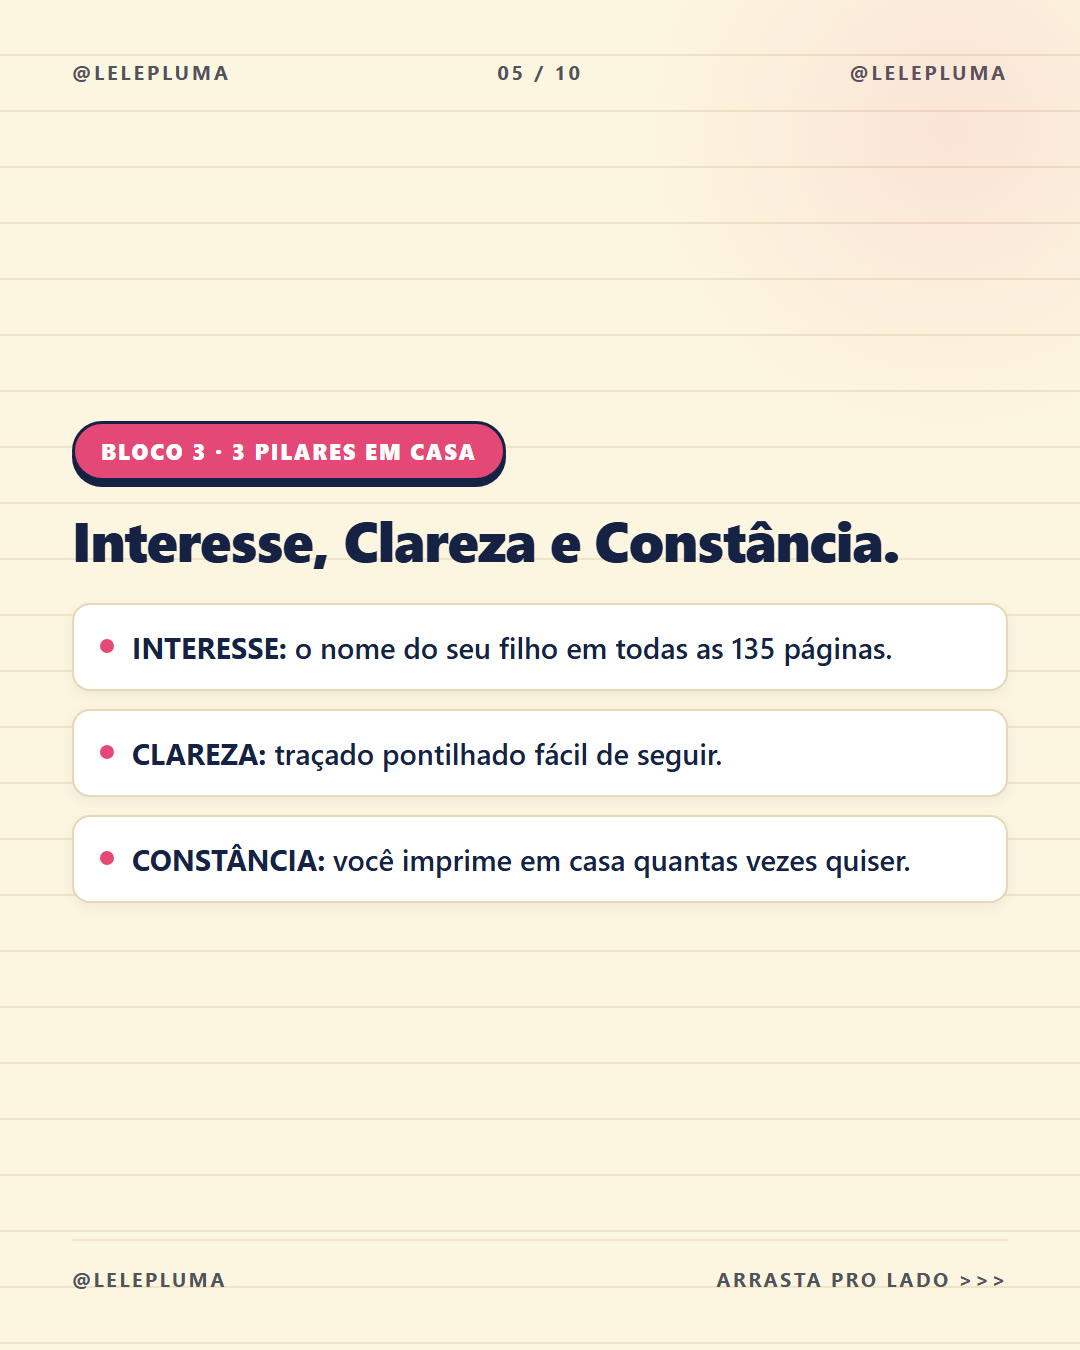 @LELEPLUMA
05 / 10
@LELEPLUMA
BLOCO 3 · 3 PILARES EM CASA
Interesse, Clareza e Constância.
INTERESSE: o nome do seu filho em todas as 135 páginas.
CLAREZA: traçado pontilhado fácil de seguir.
CONSTÂNCIA: você imprime em casa quantas vezes quiser.
@LELEPLUMA
ARRASTA PRO LADO >>>